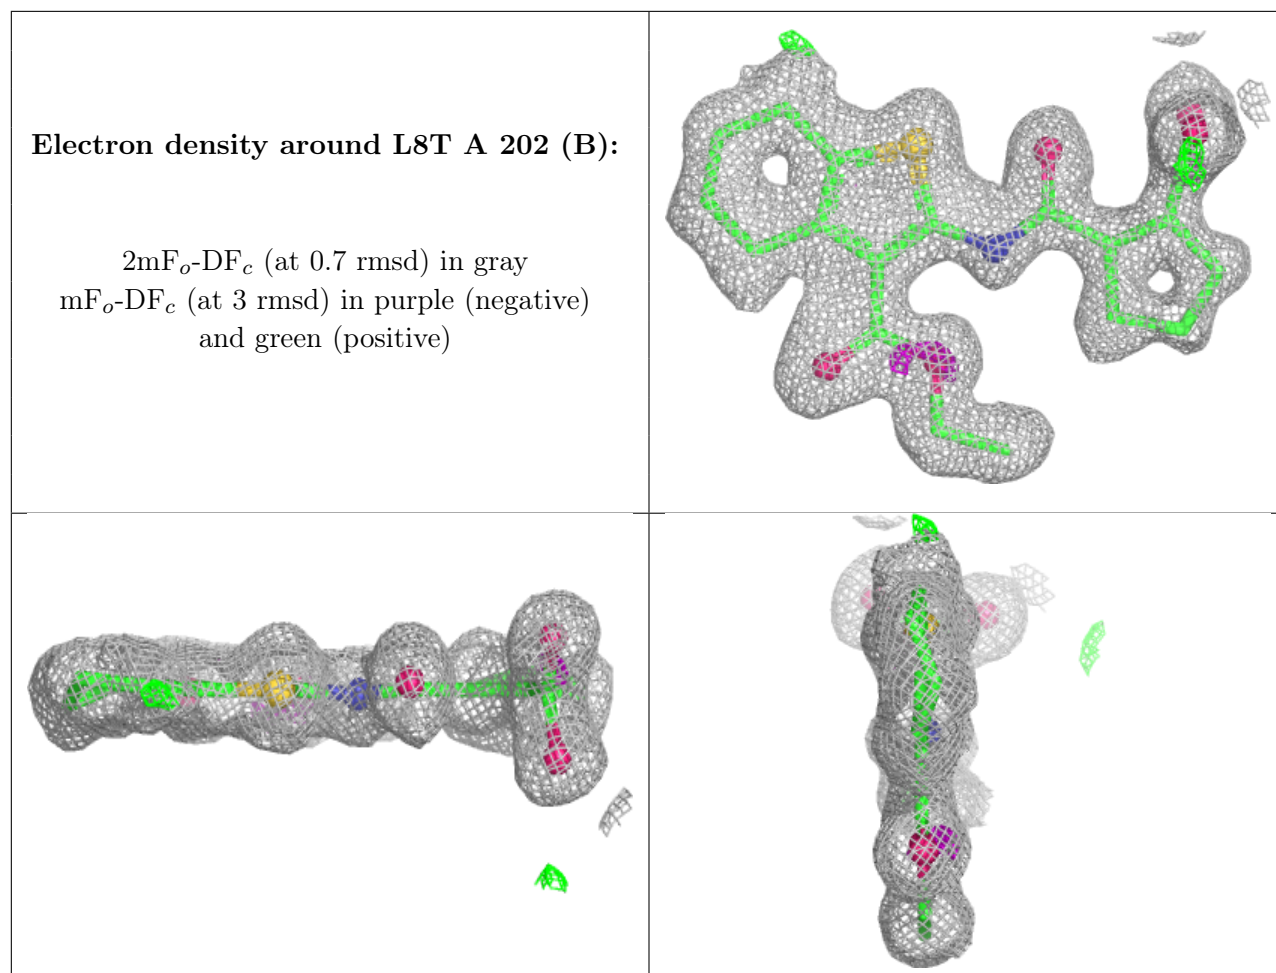 Electron density around L8T A 202 (B):
2mFo-DFc (at 0.7 rmsd) in gray
mFo-DFc (at 3 rmsd) in purple (negative)
and green (positive)